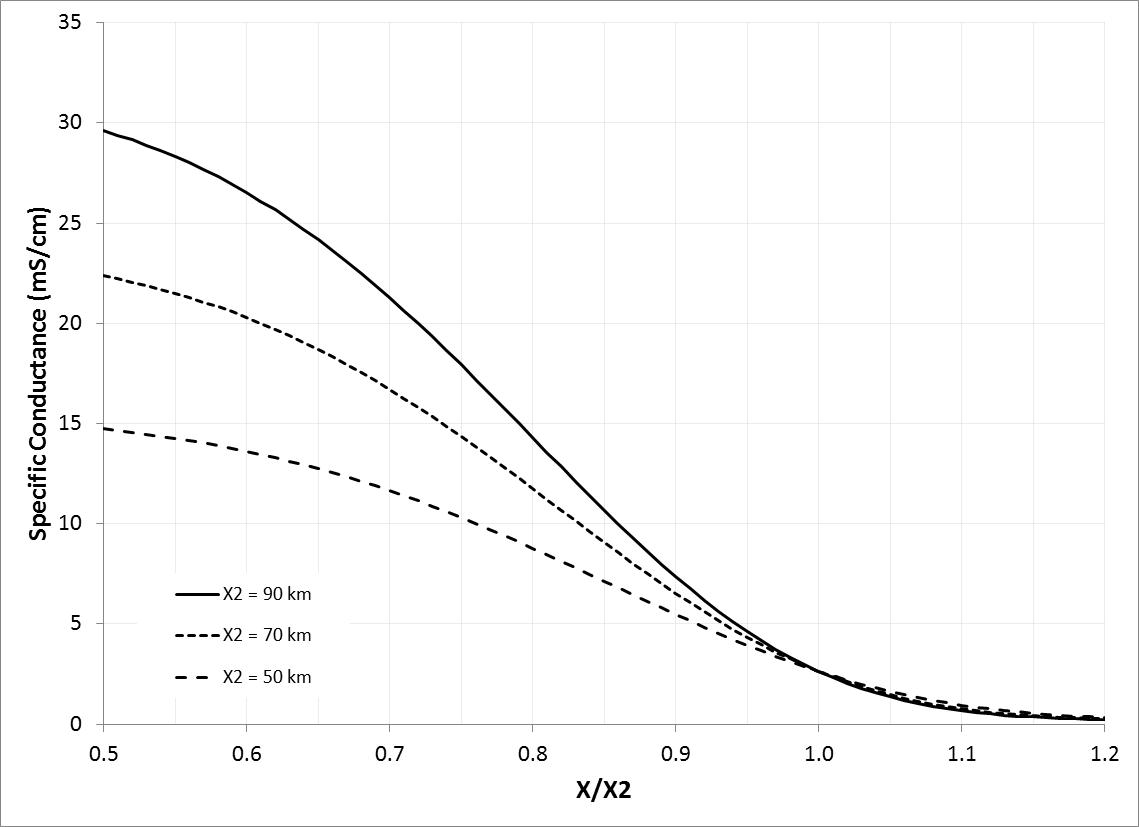 35
30
25
20
15
10
5
0
Specific Conductance (mS/cm)
X2 = 90 km
X2 = 70 km
X2 = 50 km
0.5 0.6 0.7 0.8 0.9 1.0 1.1 1.2
X/X2